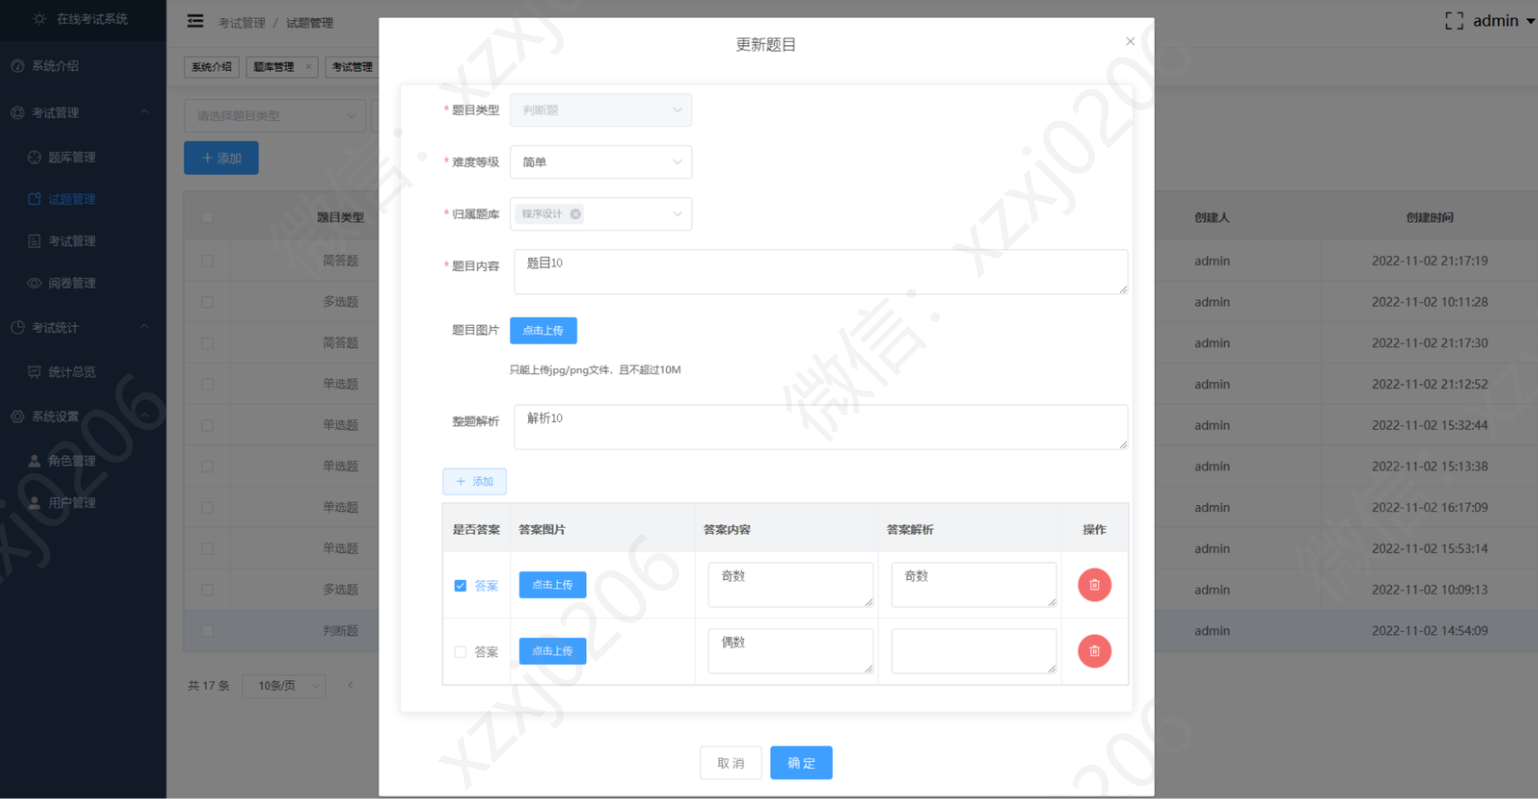 在线考试系统
考试管理 / 试题管理
admin
系统介绍
考试管理
题库管理
试题管理
考试管理
阅卷管理
考试统计
统计总览
系统设置
角色管理
用户管理
系统介绍 题库管理 × 考试管理
请选择题目类型
+ 添加
题目类型 创建人 创建时间
简答题 admin 2022-11-02 21:17:19
多选题 admin 2022-11-02 10:11:28
简答题 admin 2022-11-02 21:17:30
单选题 admin 2022-11-02 21:12:52
单选题 admin 2022-11-02 15:32:44
单选题 admin 2022-11-02 15:13:38
单选题 admin 2022-11-02 16:17:09
单选题 admin 2022-11-02 15:53:14
多选题 admin 2022-11-02 10:09:13
判断题 admin 2022-11-02 14:54:09
共 17 条 10条/页
更新题目
* 题目类型 判断题
* 难度等级 简单
* 归属题库 程序设计
* 题目内容 题目10
题目图片 点击上传
只能上传jpg/png文件，且不超过10M
整题解析 解析10
+ 添加
是否答案 答案图片 答案内容 答案解析 操作
答案 点击上传 奇数 奇数
答案 点击上传 偶数
取 消 确 定
微信：xzxj0206
微信：xzxj0206
xzxj0206
xzxj0206
微信：xz
0206